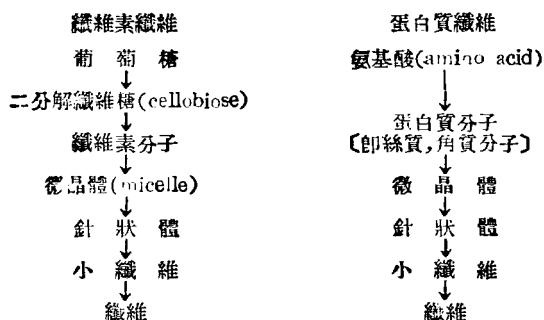 纖維素纖維
葡萄糖
二分解纖維糖(cellobiose)
纖維素分子
微晶體(micelle)
針狀體
小纖維
纖維
蛋白質纖維
氨基酸(amino acid)
蛋白質分子
〔卽絲質,角質分子〕
微晶體
針狀體
小纖維
纖維